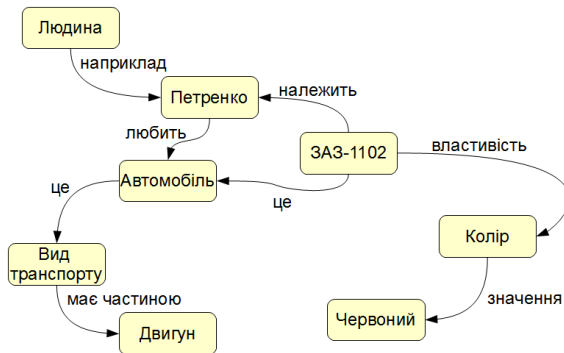 Людина
наприклад
Петренко
належить
любить
ЗАЗ-1102
властивість
Автомобіль
це
це
Колір
Вид
транспорту
має частиною
значення
Двигун
Червоний